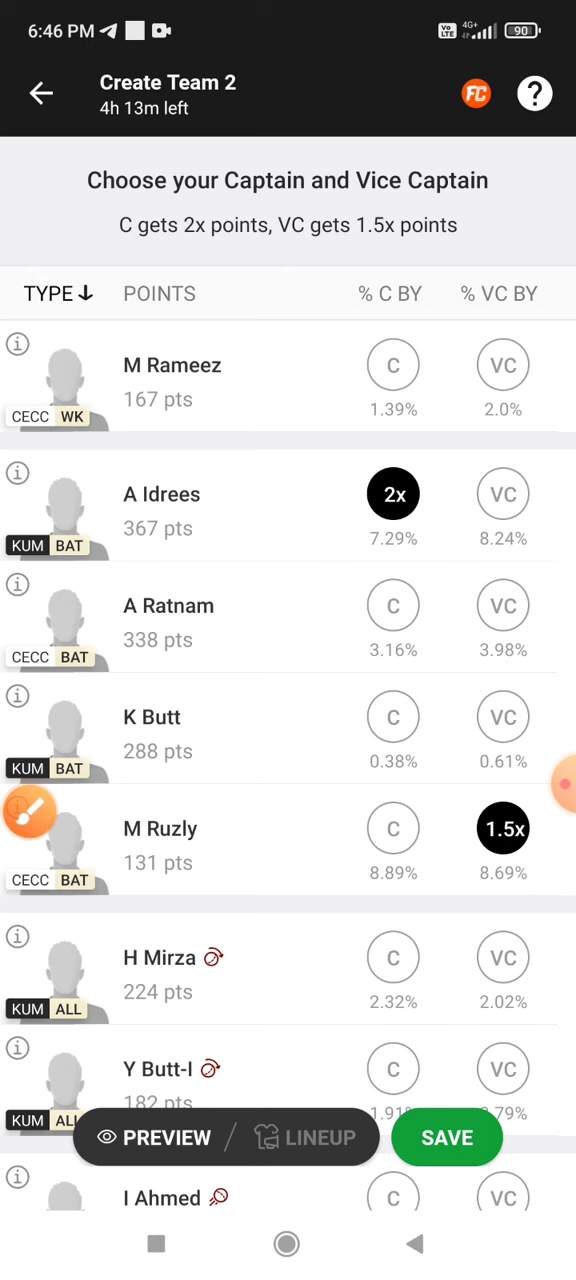 6:46 PM
Vo LTE 4G+ 90
Create Team 2
4h 13m left
FC ?
Choose your Captain and Vice Captain
C gets 2x points, VC gets 1.5x points
TYPE POINTS % C BY % VC BY
M Rameez
167 pts
C VC
1.39% 2.0%
CECC WK
A Idrees
367 pts
2x VC
7.29% 8.24%
KUM BAT
A Ratnam
338 pts
C VC
3.16% 3.98%
CECC BAT
K Butt
288 pts
C VC
0.38% 0.61%
KUM BAT
M Ruzly
131 pts
C 1.5x
8.89% 8.69%
CECC BAT
H Mirza
224 pts
C VC
2.32% 2.02%
KUM ALL
Y Butt-I
182 pts
C VC
KUM
PREVIEW / LINEUP SAVE
I Ahmed
C VC